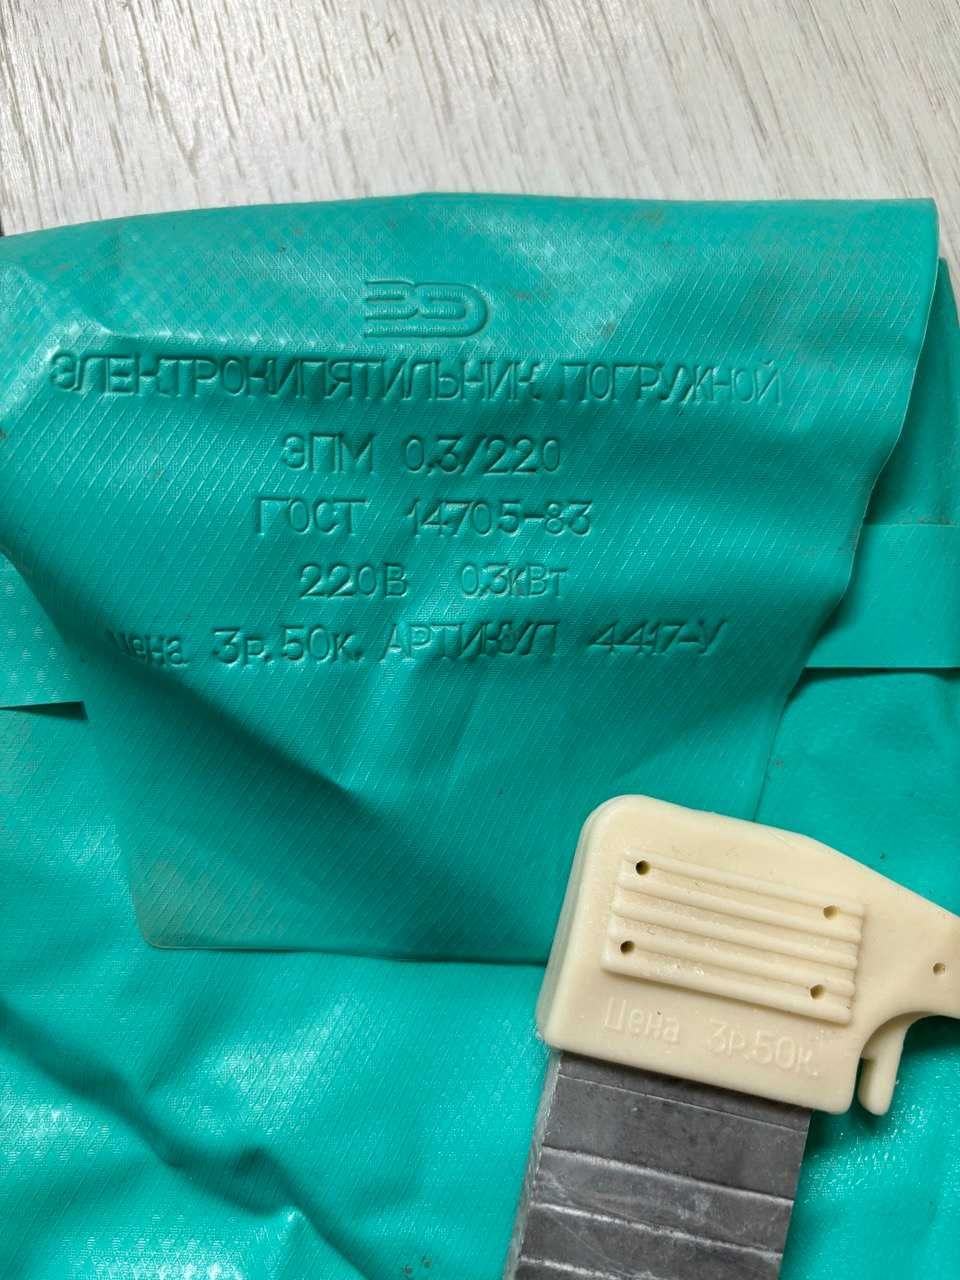 ЭЛЕКТРОКИПЯТИЛЬНИК ПОГРУЖНОЙ
ЭПМ 0.3/220
ГОСТ 14705-83
220В 0.3кВт
Цена 3р.50к. АРТИКУЛ 4417-У
Цена 3р.50к.